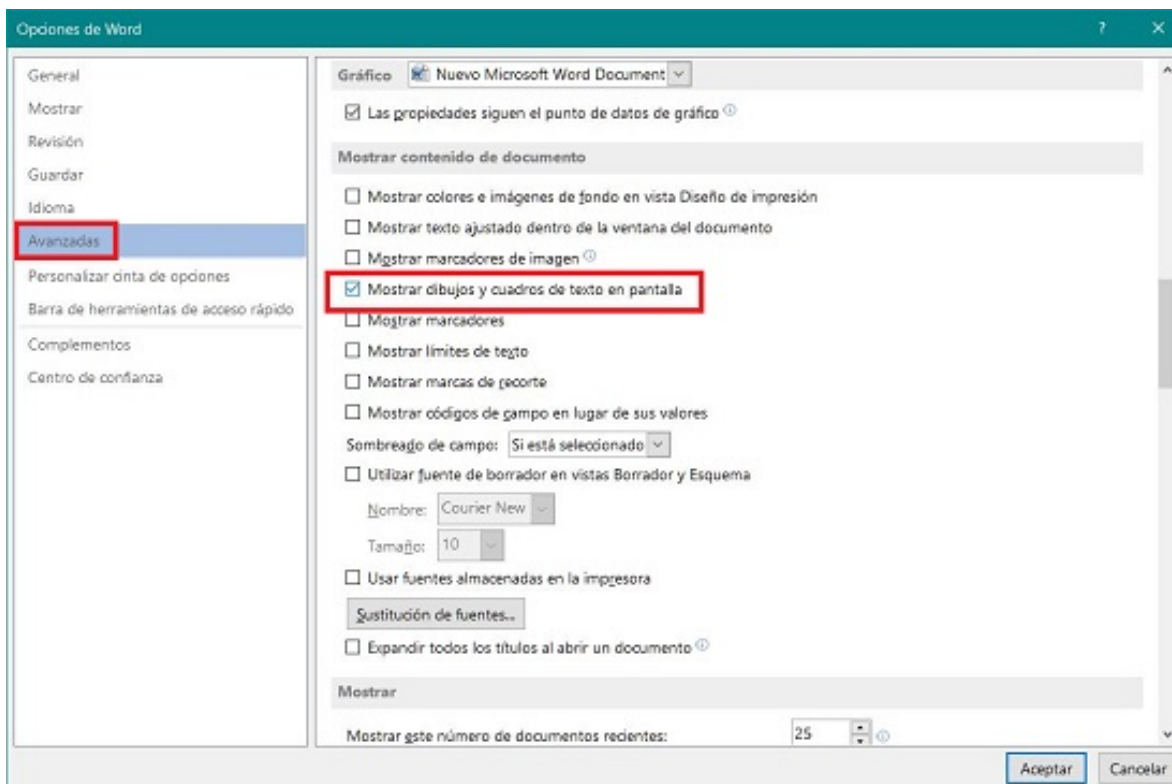 Opciones de Word
?
General
Mostrar
Revisión
Guardar
Idioma
Avanzadas
Personalizar cinta de opciones
Barra de herramientas de acceso rápido
Complementos
Centro de confianza
Gráfico Nuevo Microsoft Word Document
Las propiedades siguen el punto de datos de gráfico
Mostrar contenido de documento
Mostrar colores e imágenes de fondo en vista Diseño de impresión
Mostrar texto ajustado dentro de la ventana del documento
Mostrar marcadores de imagen
Mostrar dibujos y cuadros de texto en pantalla
Mostrar marcadores
Mostrar límites de texto
Mostrar marcas de recorte
Mostrar códigos de campo en lugar de sus valores
Sombreado de campo: Si está seleccionado
Utilizar fuente de borrador en vistas Borrador y Esquema
Nombre: Courier New
Tamaño: 10
Usar fuentes almacenadas en la impresora
Sustitución de fuentes...
Expandir todos los títulos al abrir un documento
Mostrar
Mostrar este número de documentos recientes: 25
Aceptar Cancelar